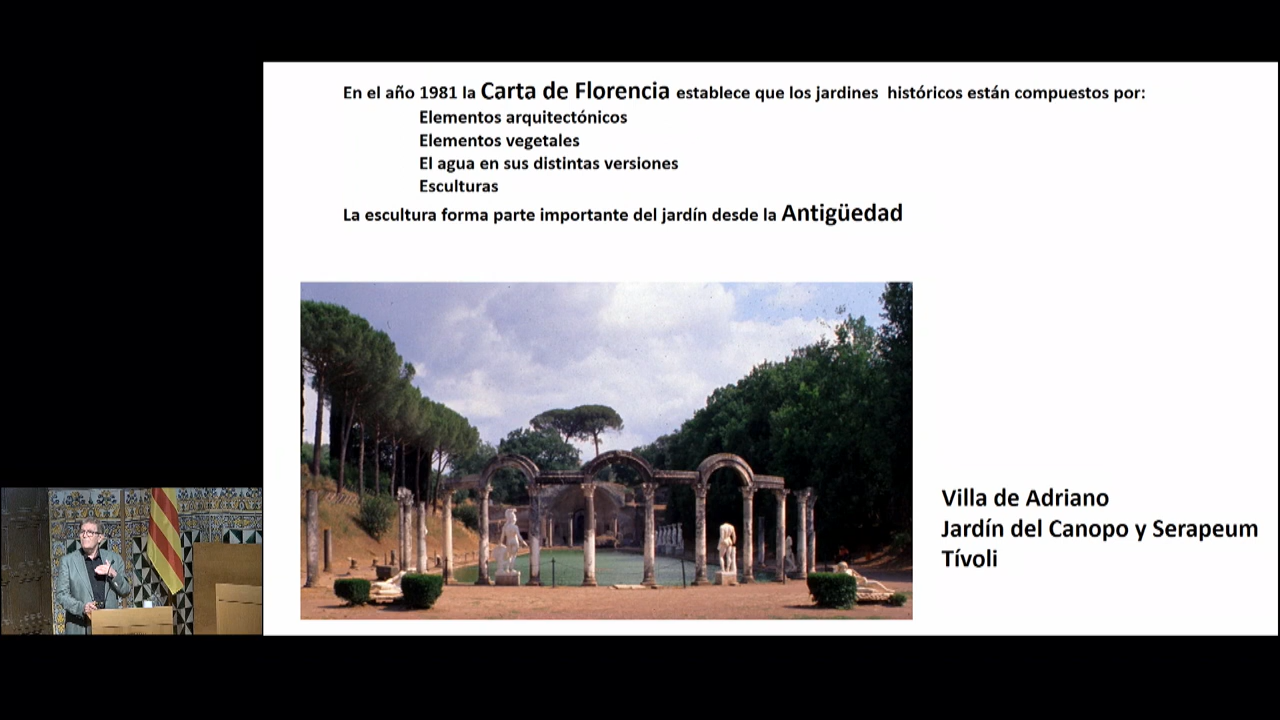 En el año 1981 la Carta de Florencia establece que los jardines históricos están compuestos por:
Elementos arquitectónicos
Elementos vegetales
El agua en sus distintas versiones
Esculturas
La escultura forma parte importante del jardín desde la Antigüedad
Villa de Adriano
Jardín del Canopo y Serapeum
Tívoli